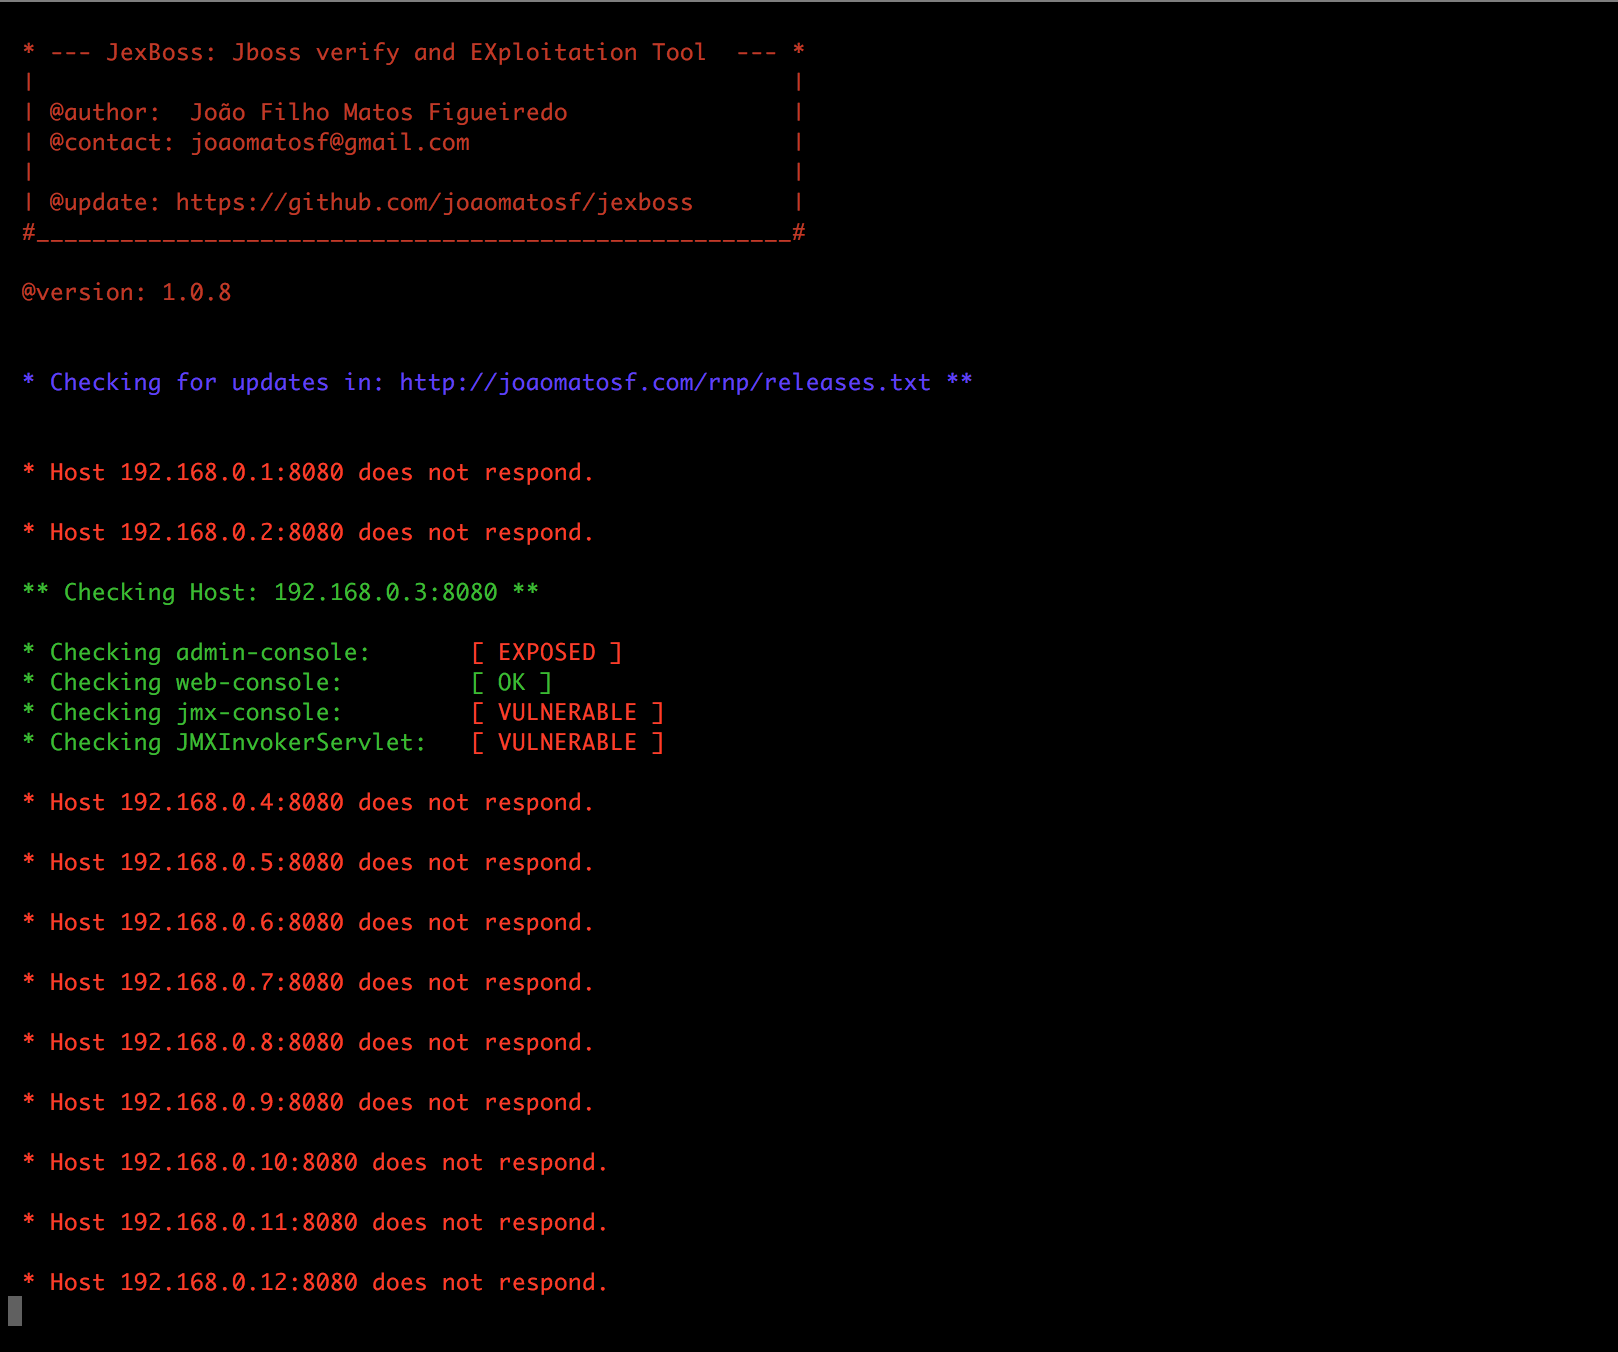 * --- JexBoss: Jboss verify and EXploitation Tool  --- *
|                                                      |
| @author:  João Filho Matos Figueiredo                |
| @contact: joaomatosf@gmail.com                       |
|                                                      |
| @update: https://github.com/joaomatosf/jexboss       |
#______________________________________________________#
@version: 1.0.8
* Checking for updates in: http://joaomatosf.com/rnp/releases.txt **
* Host 192.168.0.1:8080 does not respond.
* Host 192.168.0.2:8080 does not respond.
** Checking Host: 192.168.0.3:8080 **
* Checking admin-console:       [ EXPOSED ]
* Checking web-console:         [ OK ]
* Checking jmx-console:         [ VULNERABLE ]
* Checking JMXInvokerServlet:   [ VULNERABLE ]
* Host 192.168.0.4:8080 does not respond.
* Host 192.168.0.5:8080 does not respond.
* Host 192.168.0.6:8080 does not respond.
* Host 192.168.0.7:8080 does not respond.
* Host 192.168.0.8:8080 does not respond.
* Host 192.168.0.9:8080 does not respond.
* Host 192.168.0.10:8080 does not respond.
* Host 192.168.0.11:8080 does not respond.
* Host 192.168.0.12:8080 does not respond.